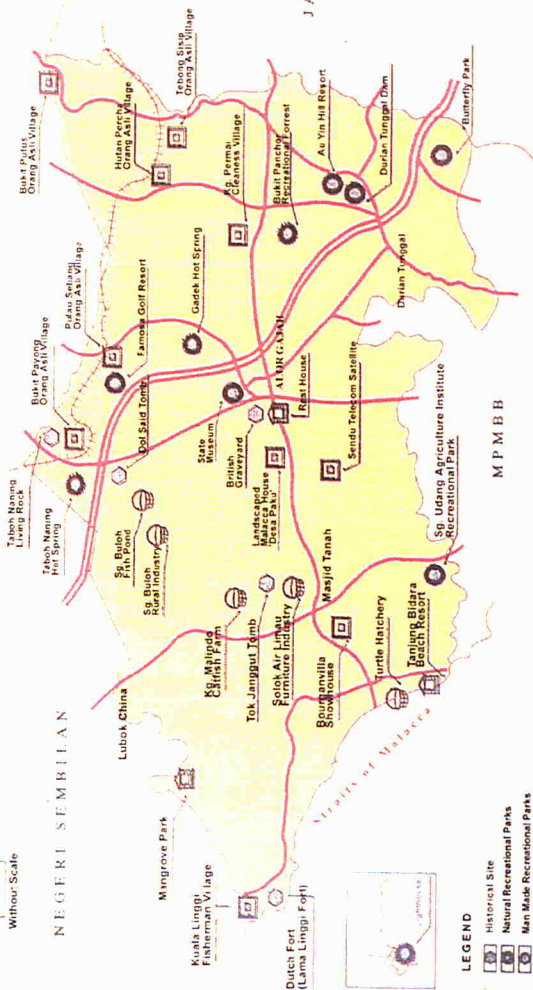 Without Scale
NEGERI SEMBILAN
JA
Taboh Naning
Living Rock
Taboh Naning
Hot Spring
Bukit Payong
Orang Asli Village
Pulau Sebang
Orang Asli Village
Bukit Putus
Orang Asli Village
Hutan Percha
Orang Asli Village
Tebong Sisip
Orang Asli Village
Famosa Golf Resort
Dol Said Tomb
Gadek Hot Spring
Kg. Permai
Cleaness Village
Bukit Panchor
Recreational Forrest
Au Yin Hill Resort
Durian Tunggal Dam
Butterfly Park
Durian Tunggal
Sg. Buloh
Fish Pond
Sg. Buloh
Rural Industry
State
Museum
British
Graveyard
ALOR GAJAH
Rest House
Landscaped
Malacca House
Desa Paku
Sendu Telecom Satellite
Lubok China
Kg. Malindo
Catfish Farm
Tok Janggut Tomb
Solok Air Limau
Furniture Industry
Masjid Tanah
Mangrove Park
Bourganvilla
Showhouse
Turtle Hatchery
Tanjung Bidara
Beach Resort
Sg. Udang Agriculture Institute
Recreational Park
MPMBB
Straits of Malacca
Kuala Linggi
Fisherman Village
Dutch Fort
(Lama Linggi Fort)
Lighthouse
LEGEND
Historical Site
Natural Recreational Parks
Man Made Recreational Parks